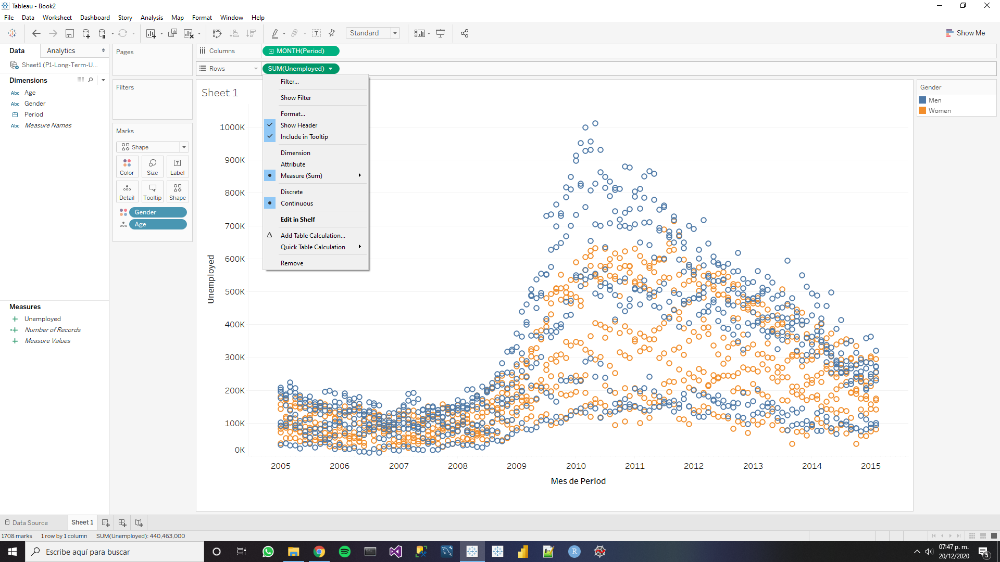 Tableau - Book2
File Data Worksheet Dashboard Story Analysis Map Format Window Help
Standard
Show Me
Data
Analytics
Sheet1 (P1-Long-Term-U...
Dimensions
Abc Age
Abc Gender
Period
Abc Measure Names
Measures
Unemployed
Number of Records
Measure Values
Pages
Filters
Marks
Shape
Color
Size
Label
Detail
Tooltip
Shape
Gender
Age
Columns
MONTH(Period)
Rows
SUM(Unemployed)
Filter...
Show Filter
Format...
Show Header
Include in Tooltip
Dimension
Attribute
Measure (Sum)
Discrete
Continuous
Edit in Shelf
Add Table Calculation...
Quick Table Calculation
Remove
Sheet 1
1000K
900K
800K
700K
600K
500K
400K
300K
200K
100K
0K
Unemployed
2005 2006 2007 2008 2009 2010 2011 2012 2013 2014 2015
Mes de Period
Gender
Men
Women
Data Source
Sheet 1
1708 marks 1 row by 1 column SUM(Unemployed): 440,463,000
Escribe aquí para buscar
R
07:47 p. m.
20/12/2020
5